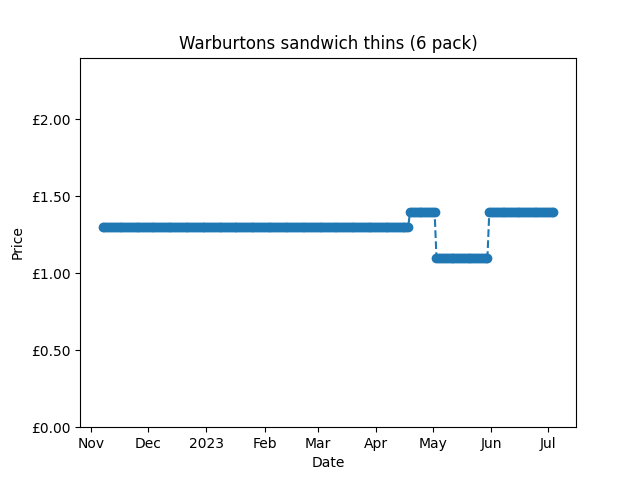 Warburtons sandwich thins (6 pack)
£2.00
£1.50
£1.00
£0.50
£0.00
Price
Nov Dec 2023 Feb Mar Apr May Jun Jul
Date